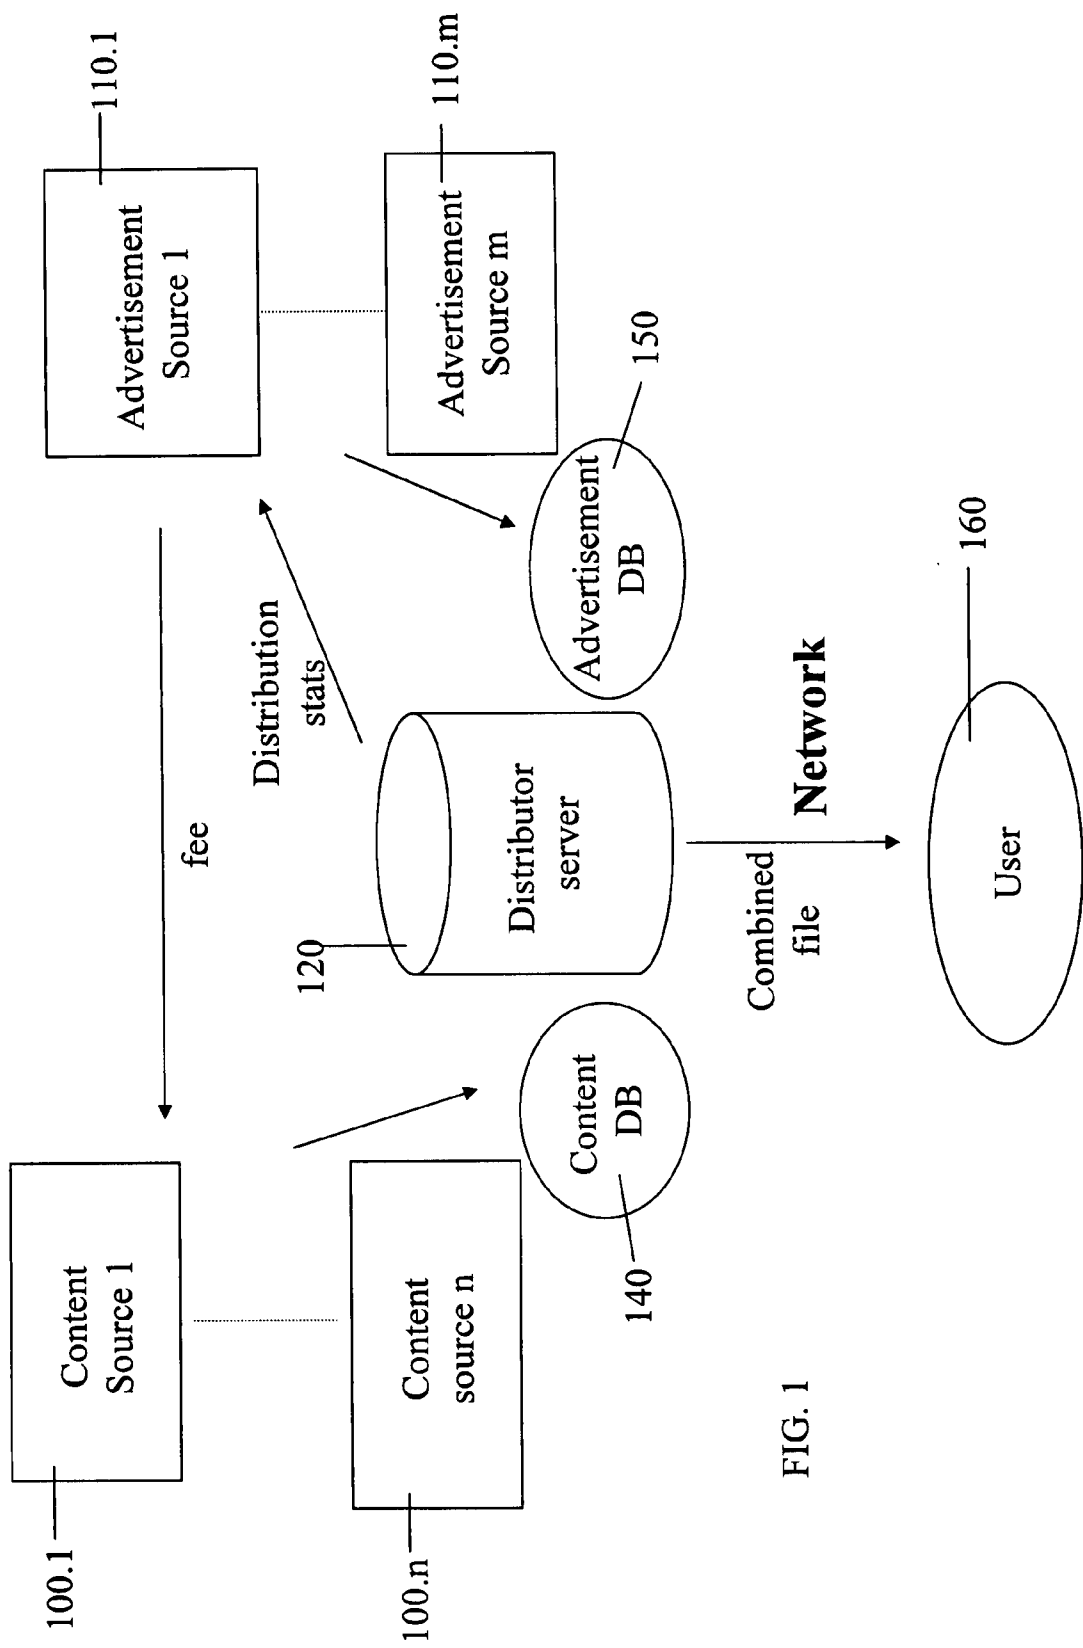 100.1
Content
Source 1
fee
Advertisement
Source 1
110.1
Distribution
stats
100.n
Content
source n
120
Distributor
server
Advertisement
Source m
110.m
Content
DB
140
Advertisement
DB
150
Combined
file
Network
User
160
FIG. 1